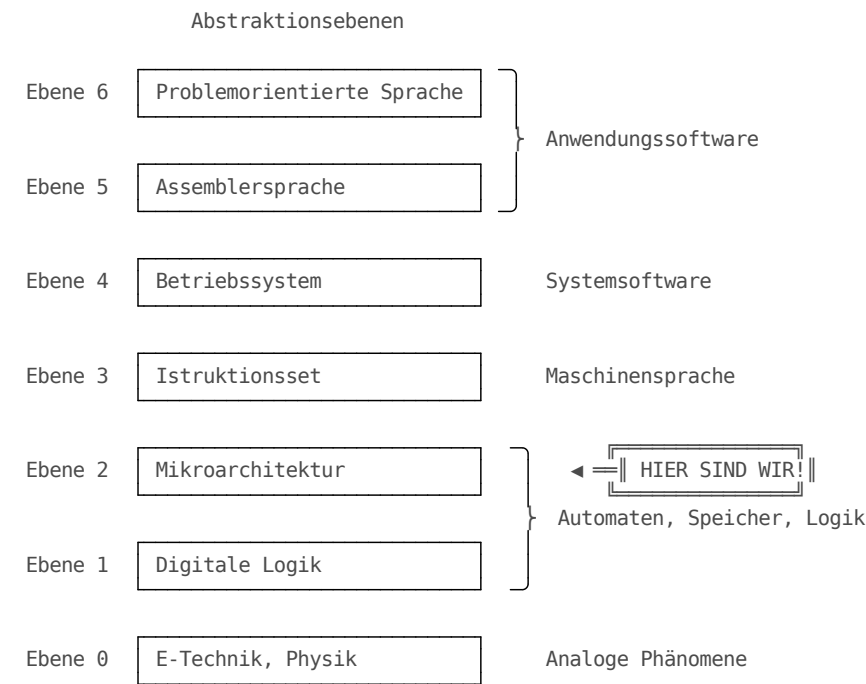 Abstraktionsebenen
Ebene 6 Problemorientierte Sprache
Anwendungssoftware
Ebene 5 Assemblersprache
Ebene 4 Betriebssystem Systemsoftware
Ebene 3 Istruktionsset Maschinensprache
Ebene 2 Mikroarchitektur HIER SIND WIR!
Automaten, Speicher, Logik
Ebene 1 Digitale Logik
Ebene 0 E-Technik, Physik Analoge Phänomene